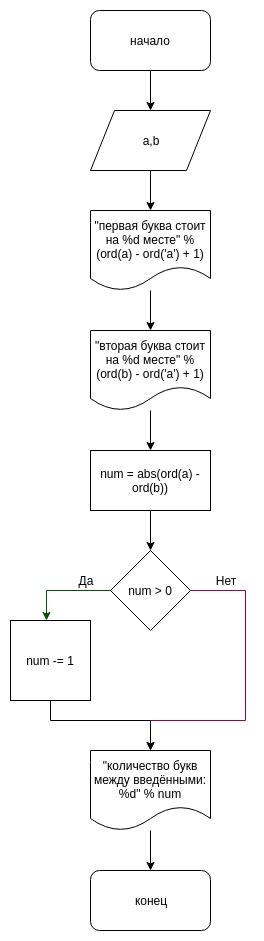 начало
a,b
"первая буква стоит
на %d месте" %
(ord(a) - ord('a') + 1)
"вторая буква стоит
на %d месте" %
(ord(b) - ord('a') + 1)
num = abs(ord(a) -
ord(b))
Да
Нет
num > 0
num -= 1
"количество букв
между введёнными:
%d" % num
конец